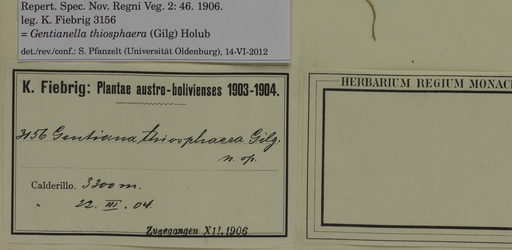 Repert. Spec. Nov. Regni Veg. 2: 46. 1906.
leg. K. Fiebrig 3156
= Gentianella thiosphaera (Gilg) Holub
det./rev./conf.: S. Pfanzelt (Universität Oldenburg), 14-VI-2012
K. Fiebrig: Plantae austro-bolivienses 1903-1904.
3156 Gentiana thiosphaera Gilg.
n. sp.
Calderillo. 3300 m.
" 22. III. 04.
Zugegangen XII. 1906.
HERBARIUM REGIUM MONAC